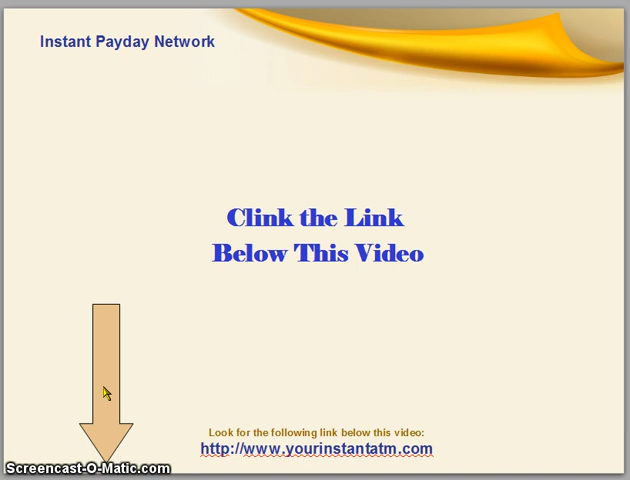 Instant Payday Network
Clink the Link
Below This Video
Look for the following link below this video:
http://www.yourinstantatm.com
Screencast-O-Matic.com